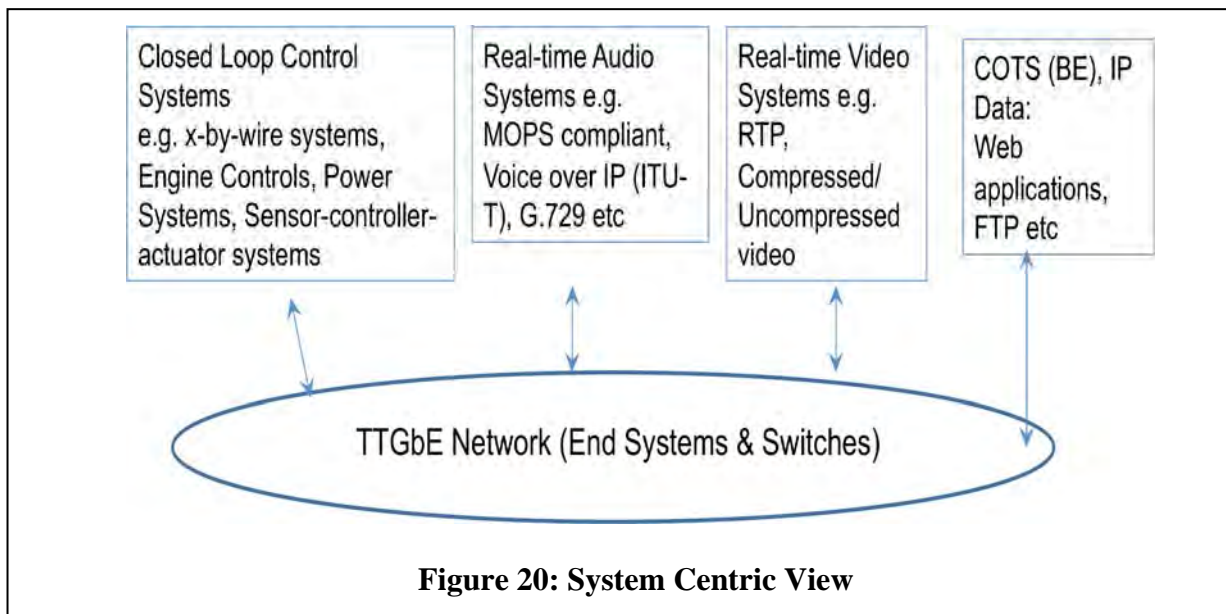 Closed Loop Control
Systems
e.g. x-by-wire systems,
Engine Controls, Power
Systems, Sensor-controller-
actuator systems
Real-time Audio
Systems e.g.
MOPS compliant,
Voice over IP (ITU-
T), G.729 etc
Real-time Video
Systems e.g.
RTP,
Compressed/
Uncompressed
video
COTS (BE), IP
Data:
Web
applications,
FTP etc
TTGbE Network (End Systems & Switches)
Figure 20: System Centric View